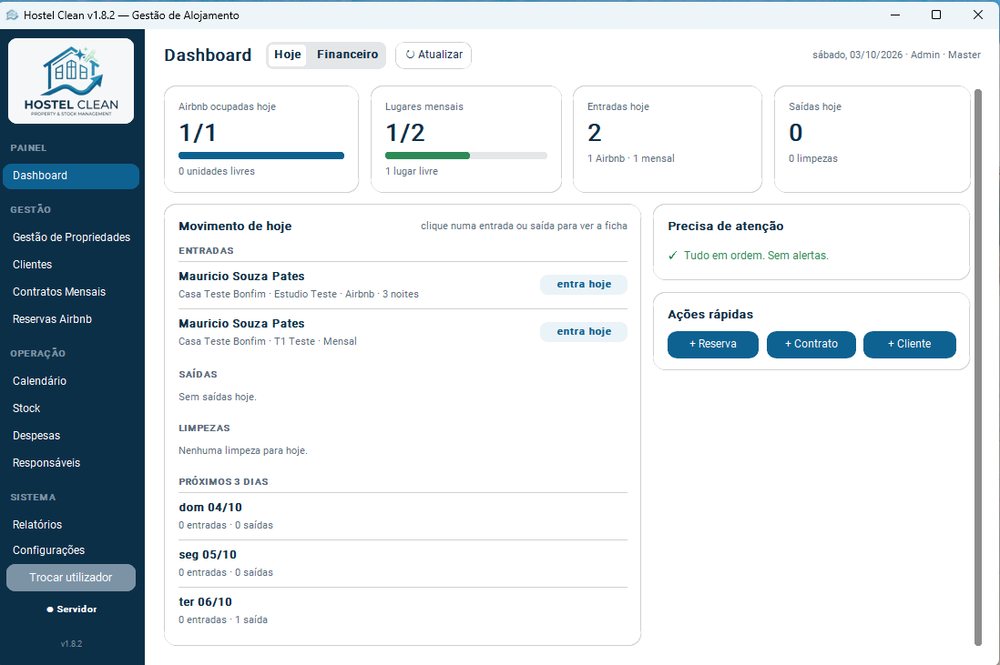 Hostel Clean v1.8.2 — Gestão de Alojamento
HOSTEL CLEAN
PROPERTY & STOCK MANAGEMENT
PAINEL
Dashboard
GESTÃO
Gestão de Propriedades
Clientes
Contratos Mensais
Reservas Airbnb
OPERAÇÃO
Calendário
Stock
Despesas
Responsáveis
SISTEMA
Relatórios
Configurações
Trocar utilizador
Servidor
v1.8.2
Dashboard
Hoje Financeiro
Atualizar
sábado, 03/10/2026 · Admin · Master
Airbnb ocupadas hoje
1/1
0 unidades livres
Lugares mensais
1/2
1 lugar livre
Entradas hoje
2
1 Airbnb · 1 mensal
Saídas hoje
0
0 limpezas
Movimento de hoje
clique numa entrada ou saída para ver a ficha
ENTRADAS
Mauricio Souza Pates
Casa Teste Bonfim · Estudio Teste · Airbnb · 3 noites
entra hoje
Mauricio Souza Pates
Casa Teste Bonfim · T1 Teste · Mensal
entra hoje
SAÍDAS
Sem saídas hoje.
LIMPEZAS
Nenhuma limpeza para hoje.
PRÓXIMOS 3 DIAS
dom 04/10
0 entradas · 0 saídas
seg 05/10
0 entradas · 0 saídas
ter 06/10
0 entradas · 1 saída
Precisa de atenção
✓ Tudo em ordem. Sem alertas.
Ações rápidas
+ Reserva
+ Contrato
+ Cliente